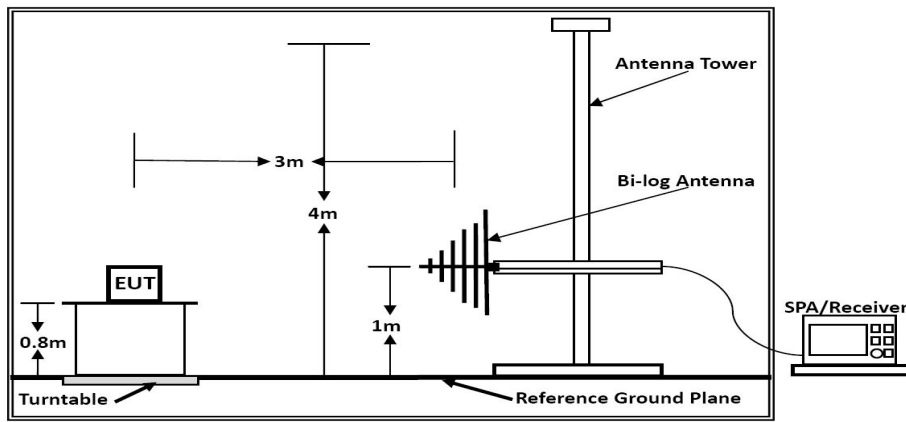 Antenna Tower
3m
Bi-log Antenna
4m
EUT
SPA/Receiver
0.8m
1m
Turntable
Reference Ground Plane